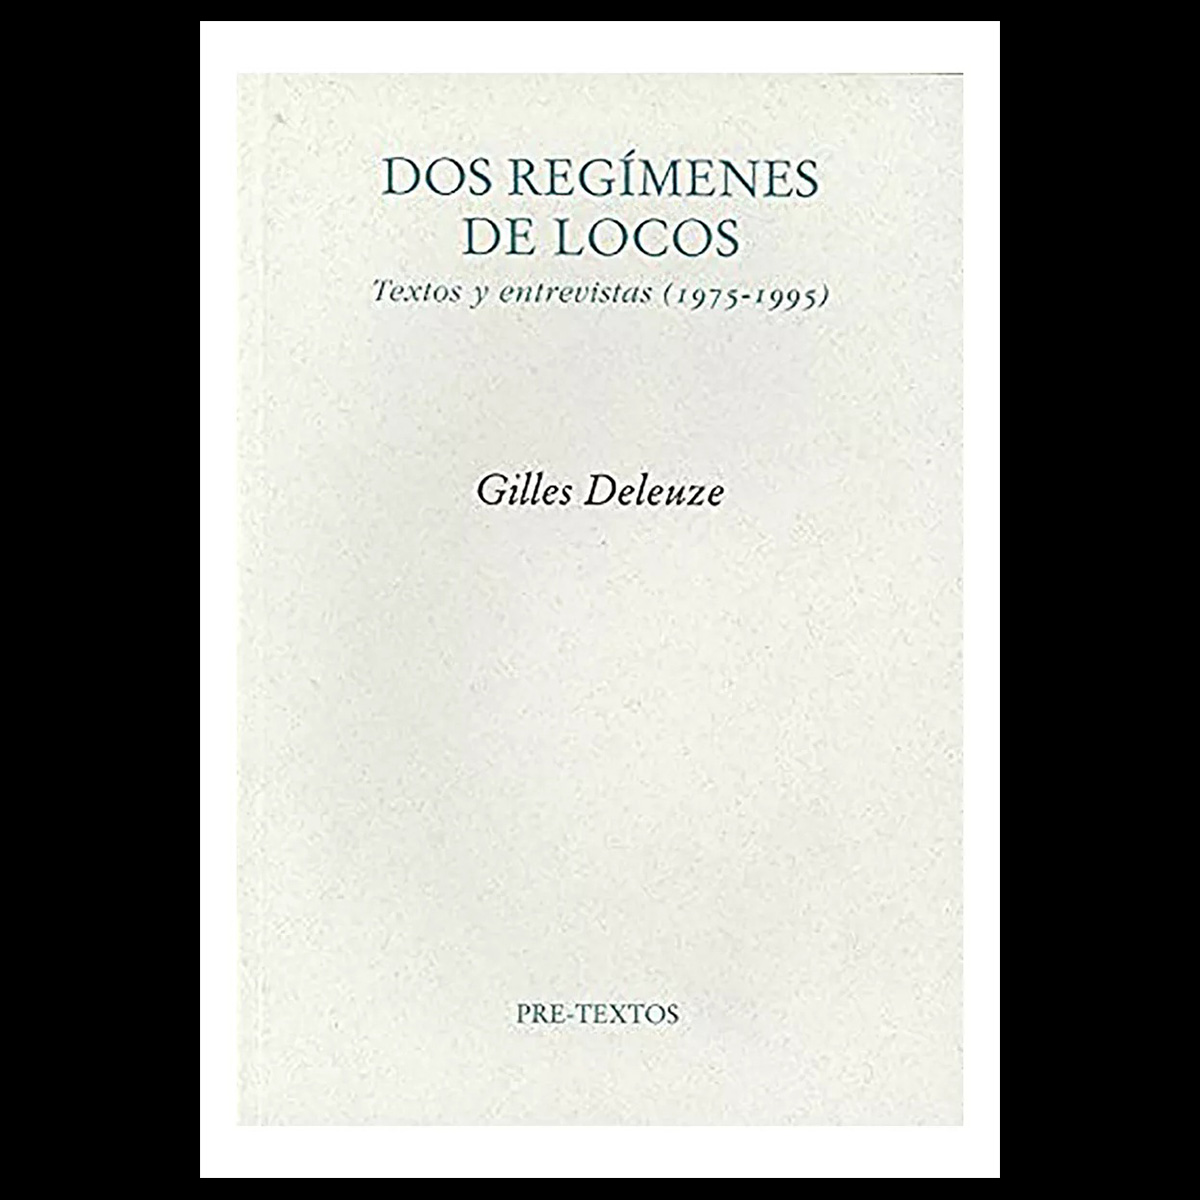 DOS REGÍMENES
DE LOCOS
Textos y entrevistas (1975-1995)
Gilles Deleuze
PRE-TEXTOS